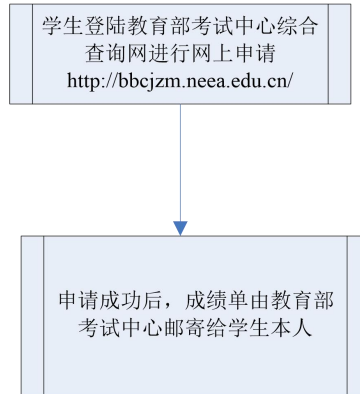 学生登陆教育部考试中心综合
查询网进行网上申请
http://bbcjzm.neea.edu.cn/
申请成功后，成绩单由教育部
考试中心邮寄给学生本人